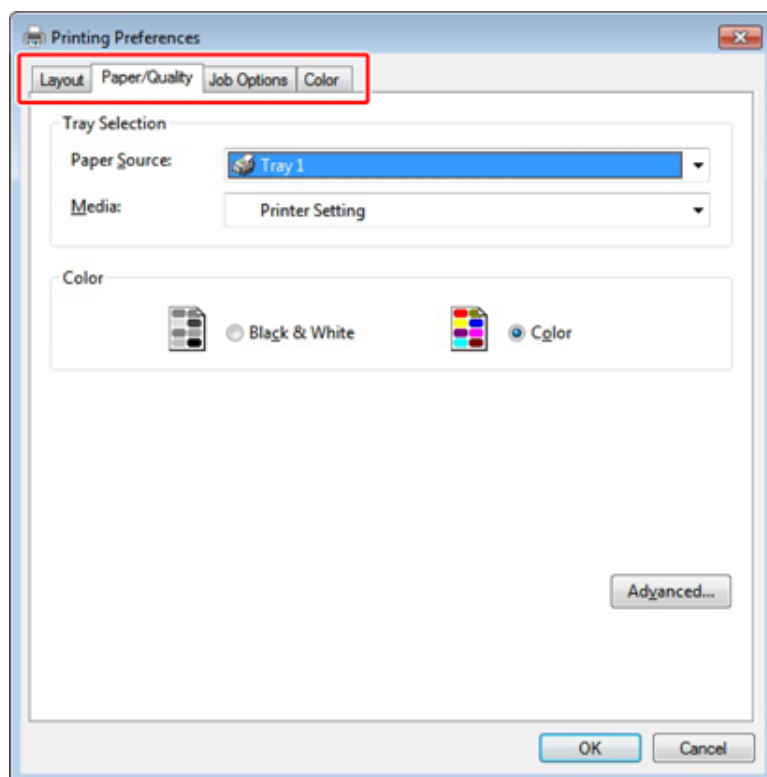 Printing Preferences
Layout Paper/Quality Job Options Color
Tray Selection
Paper Source: Tray 1
Media: Printer Setting
Color
Black & White Color
Advanced...
OK Cancel